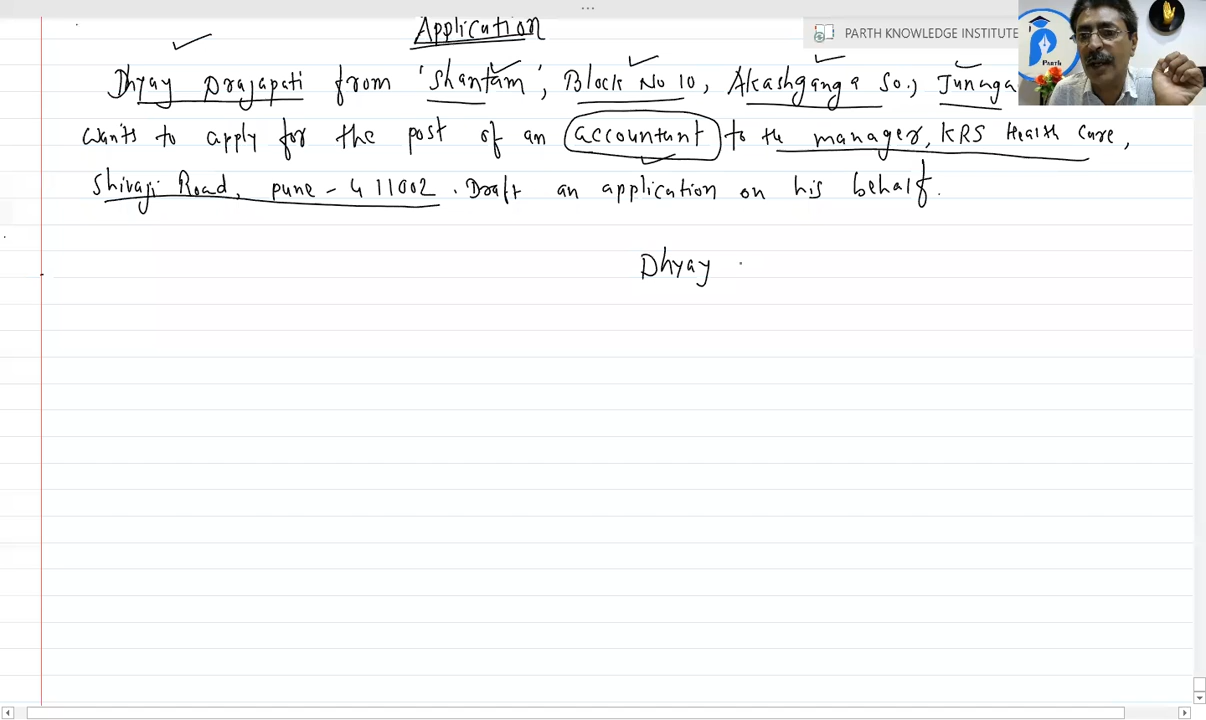 Application
PARTH KNOWLEDGE INSTITUTE
Parth
Dhyay Prajapati from 'Shantam', Block No 10, Akashganga So., Junaga
wants to apply for the post of an accountant to the manager, KRS Health Care,
Shivaji Road, pune - 411002. Draft an application on his behalf.
Dhyay